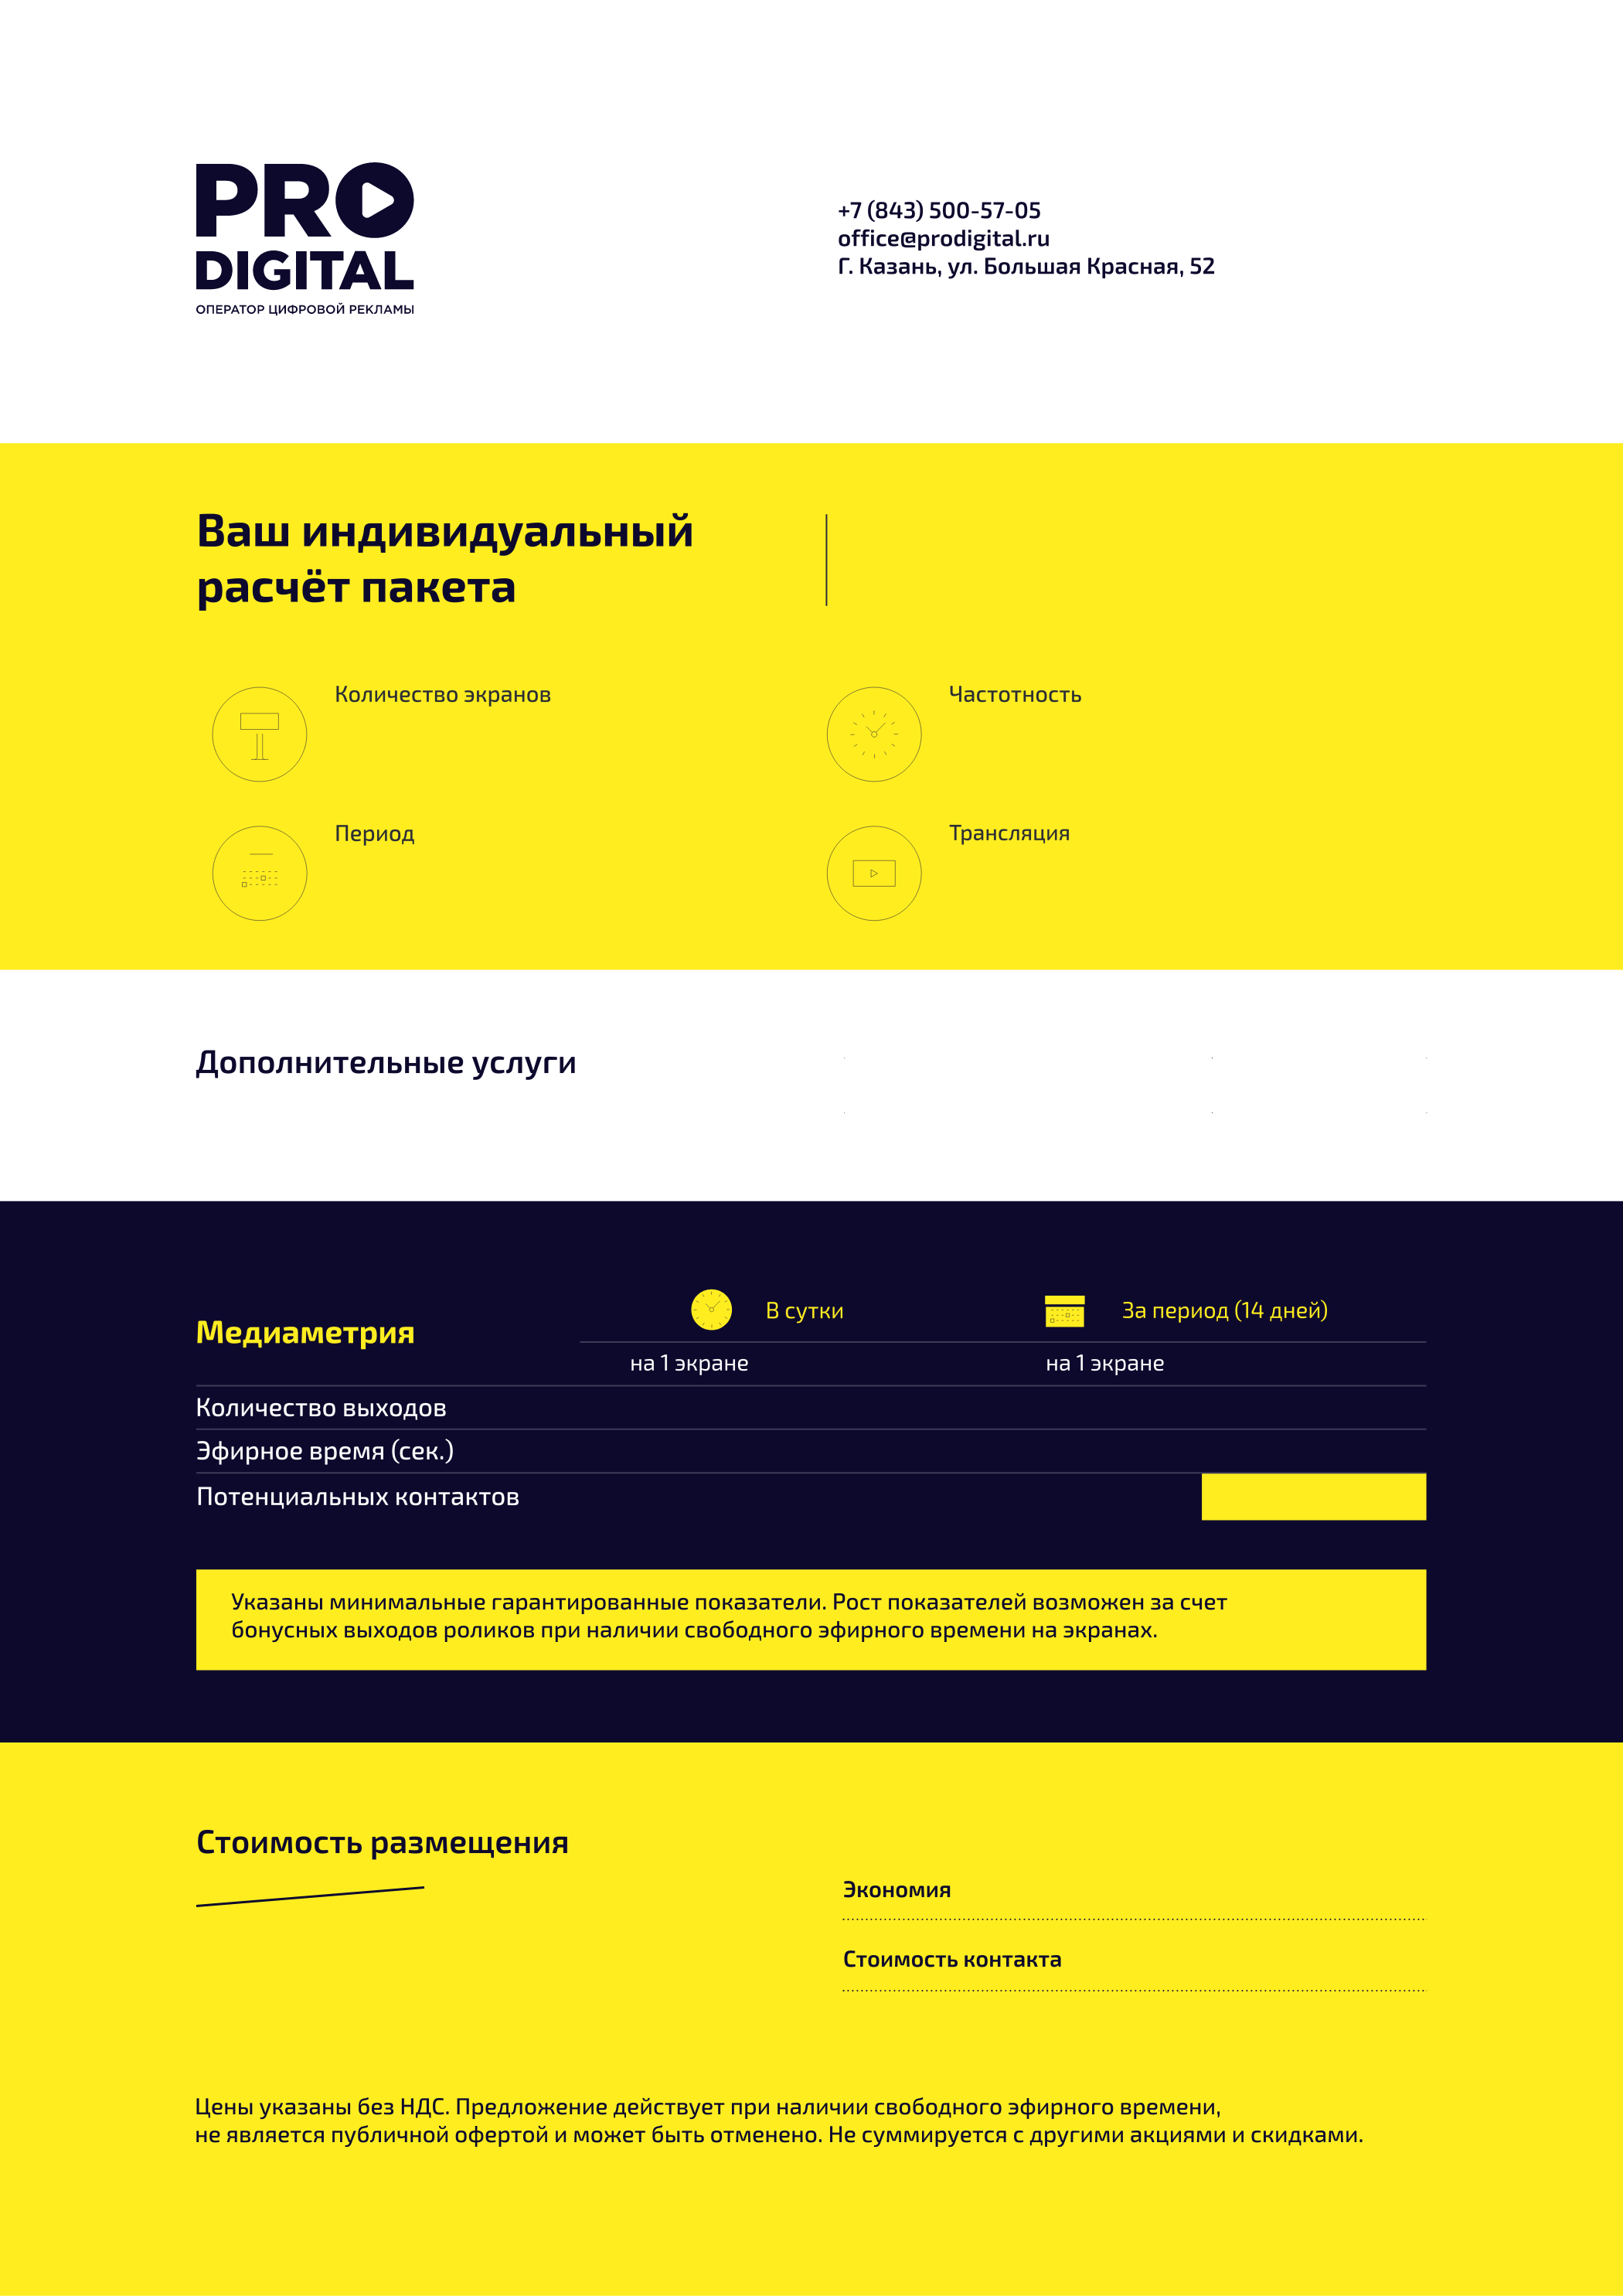 PRO
DIGITAL
ОПЕРАТОР ЦИФРОВОЙ РЕКЛАМЫ
+7 (843) 500-57-05
office@prodigital.ru
Г. Казань, ул. Большая Красная, 52
Ваш индивидуальный
расчёт пакета
Количество экранов
Частотность
Период
Трансляция
Дополнительные услуги
Медиаметрия
В сутки
За период (14 дней)
на 1 экране
на 1 экране
Количество выходов
Эфирное время (сек.)
Потенциальных контактов
Указаны минимальные гарантированные показатели. Рост показателей возможен за счет
бонусных выходов роликов при наличии свободного эфирного времени на экранах.
Стоимость размещения
Экономия
Стоимость контакта
Цены указаны без НДС. Предложение действует при наличии свободного эфирного времени,
не является публичной офертой и может быть отменено. Не суммируется с другими акциями и скидками.